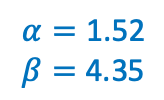 α = 1.52
β = 4.35